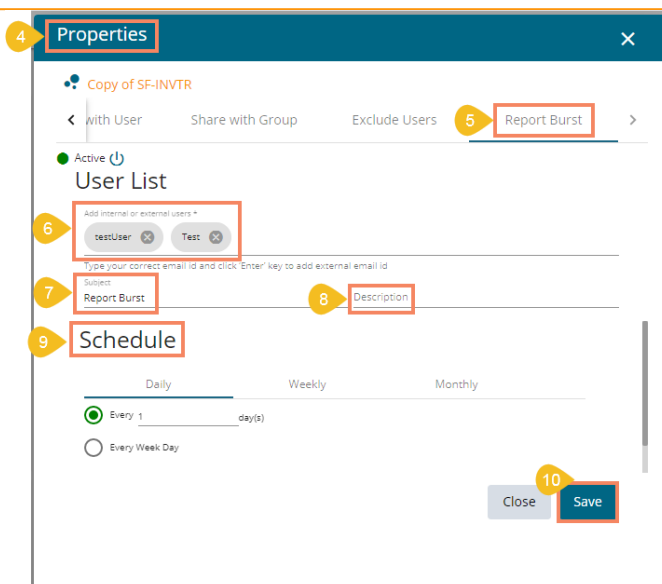 4 Properties
Copy of SF-INVTR
with User Share with Group Exclude Users 5 Report Burst
Active
User List
Add internal or external users *
6 testUser Test
Type your correct email id and click 'Enter' key to add external email id
Subject
7 Report Burst 8 Description
9 Schedule
Daily Weekly Monthly
Every 1 day(s)
Every Week Day
10
Close Save